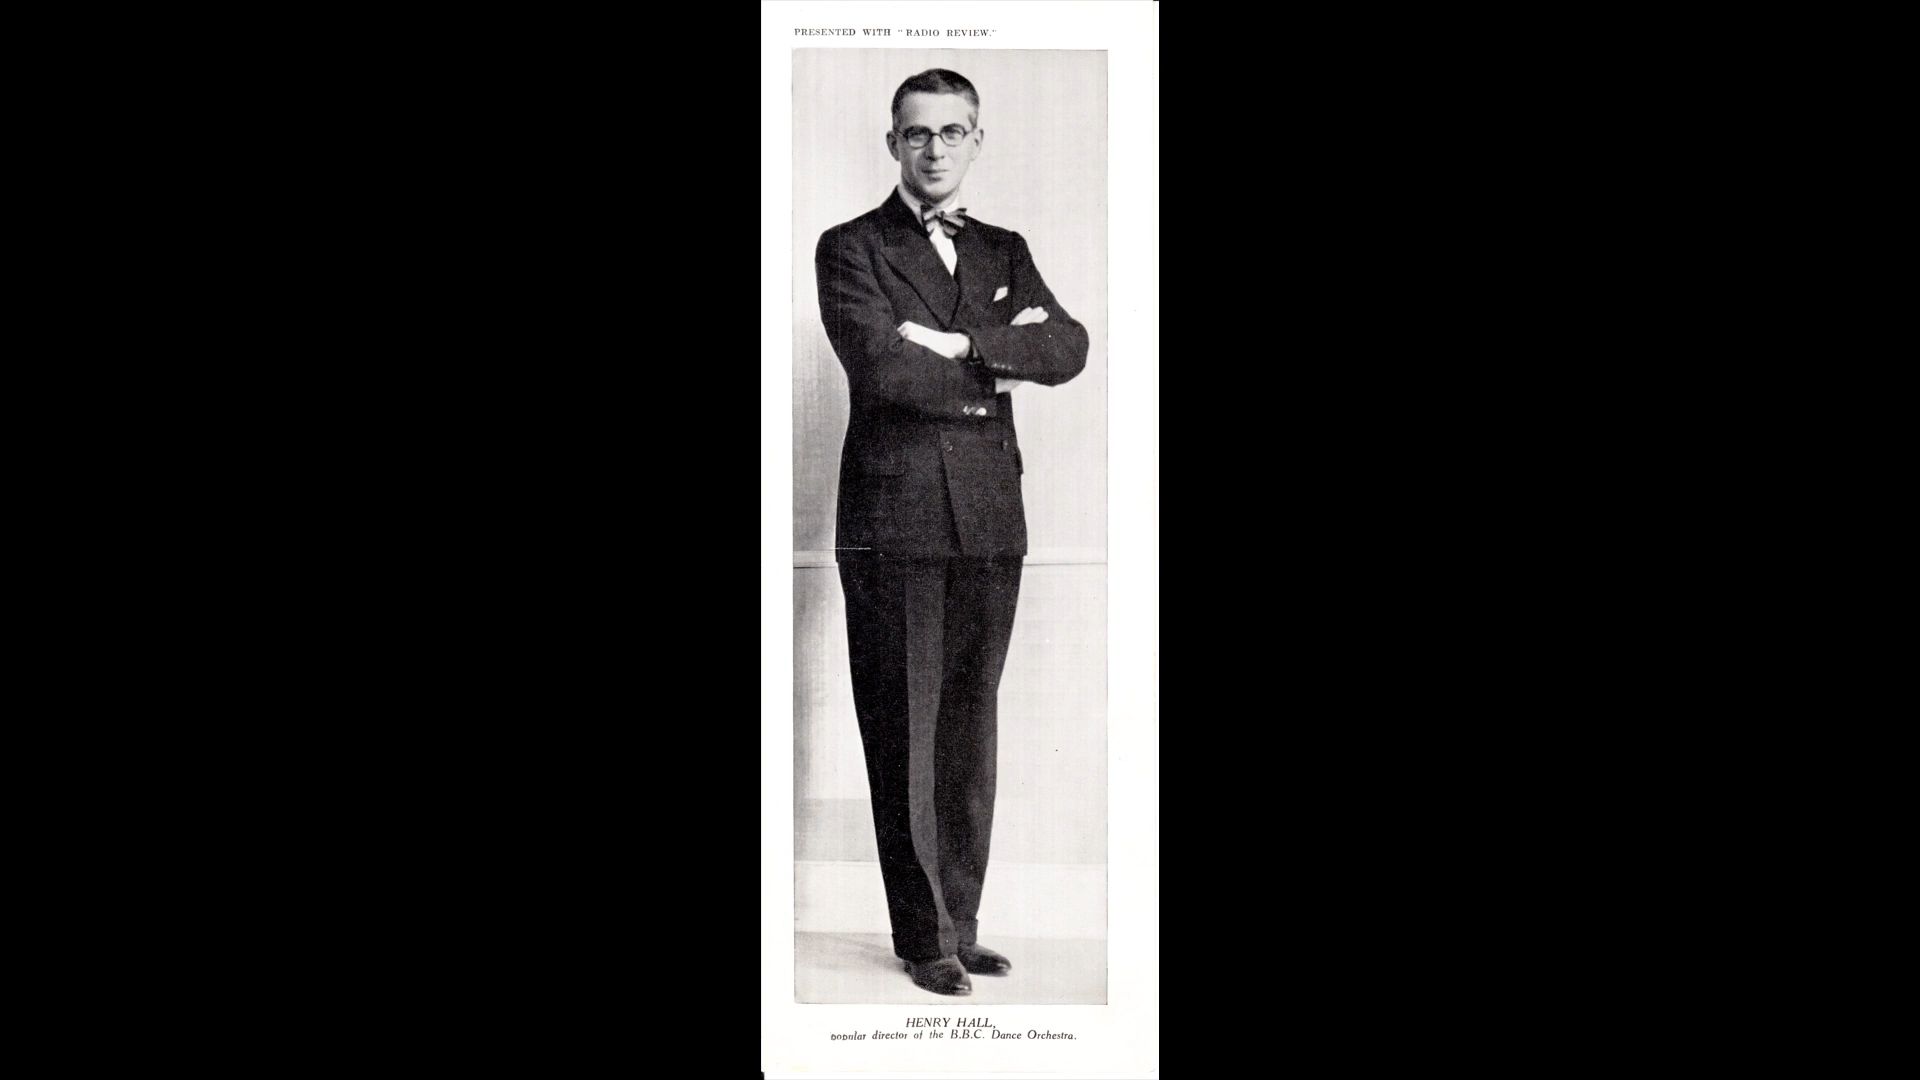 PRESENTED WITH "RADIO REVIEW."
HENRY HALL,
popular director of the B.B.C. Dance Orchestra.